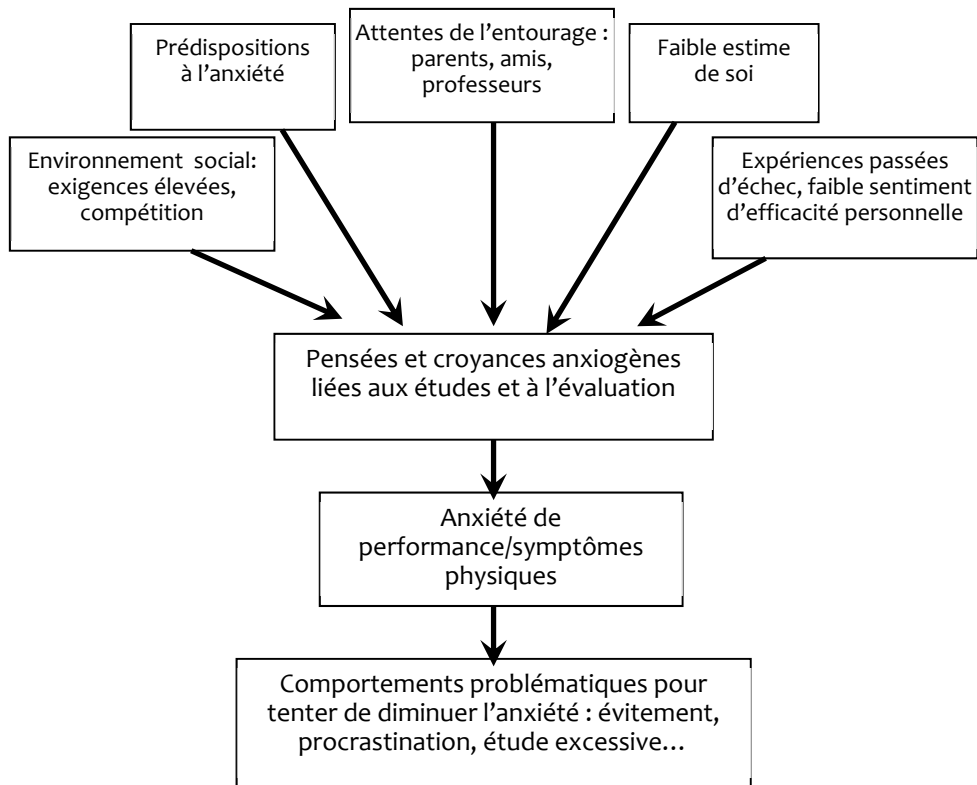 Prédispositions
à l’anxiété
Attentes de l’entourage :
parents, amis,
professeurs
Faible estime
de soi
Environnement  social:
exigences élevées,
compétition
Expériences passées
d’échec, faible sentiment
d’efficacité personnelle
Pensées et croyances anxiogènes
liées aux études et à l’évaluation
Anxiété de
performance/symptômes
physiques
Comportements problématiques pour
tenter de diminuer l’anxiété : évitement,
procrastination, étude excessive…